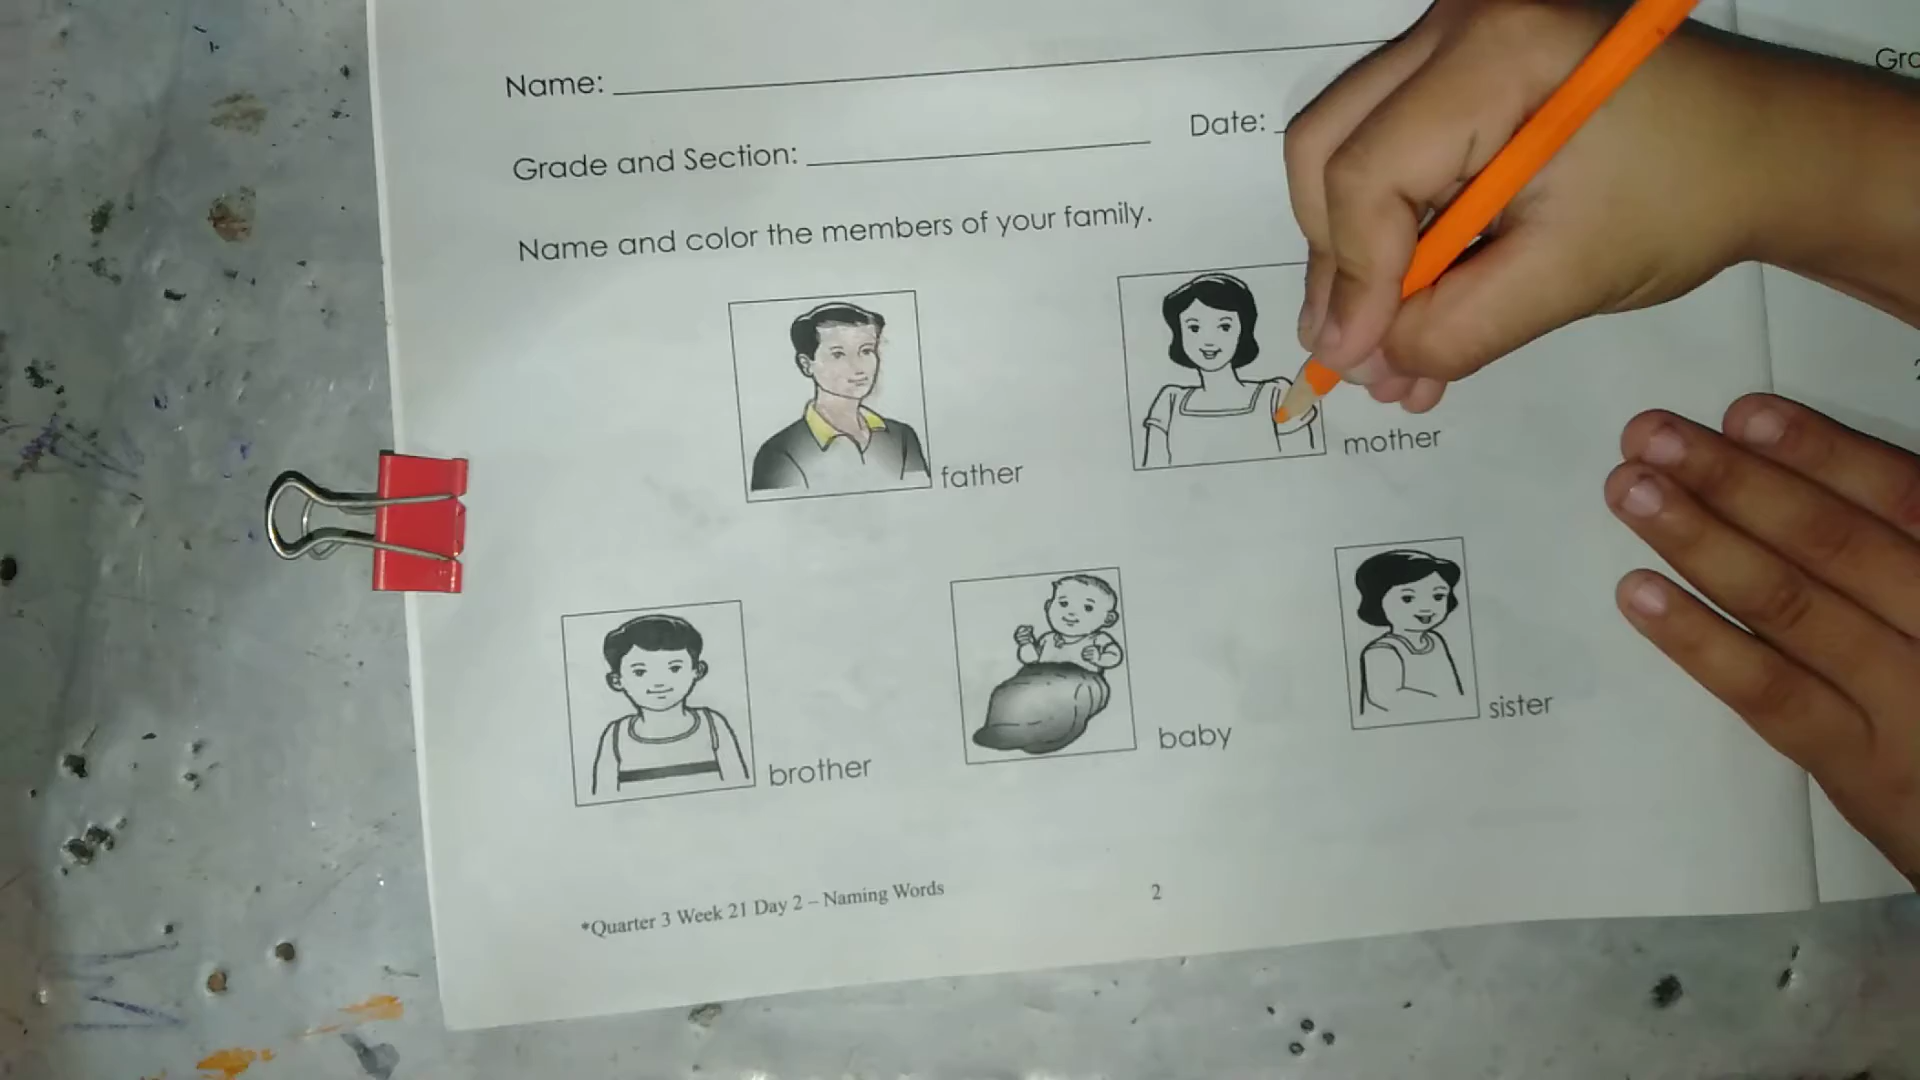 Name:
Grade and Section:
Date:
Name and color the members of your family.
father
mother
brother
baby
sister
*Quarter 3 Week 21 Day 2 – Naming Words
2